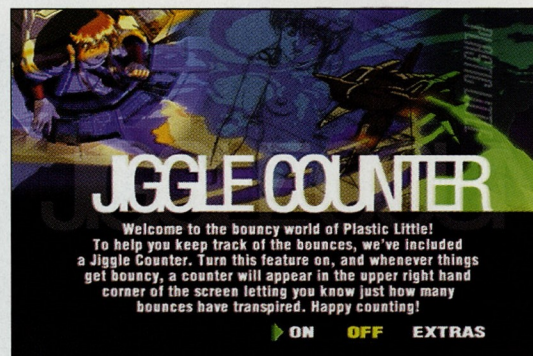 PLASTIC LITTLE
JIGGLE COUNTER
Welcome to the bouncy world of Plastic Little!
To help you keep track of the bounces, we've included
a Jiggle Counter. Turn this feature on, and whenever things
get bouncy, a counter will appear in the upper right hand
corner of the screen letting you know just how many
bounces have transpired. Happy counting!
ON OFF EXTRAS